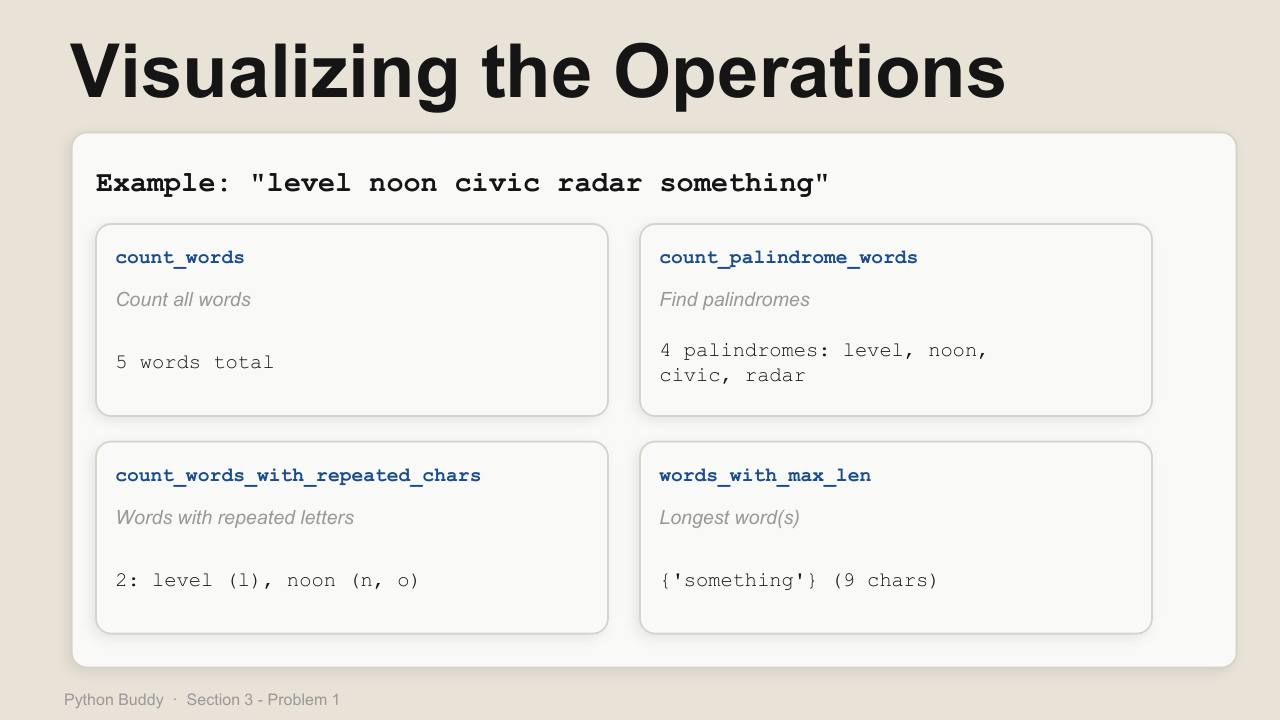 Visualizing the Operations
Example: "level noon civic radar something"
count_words
Count all words
5 words total
count_palindrome_words
Find palindromes
4 palindromes: level, noon,
civic, radar
count_words_with_repeated_chars
Words with repeated letters
2: level (l), noon (n, o)
words_with_max_len
Longest word(s)
{'something'} (9 chars)
Python Buddy · Section 3 - Problem 1